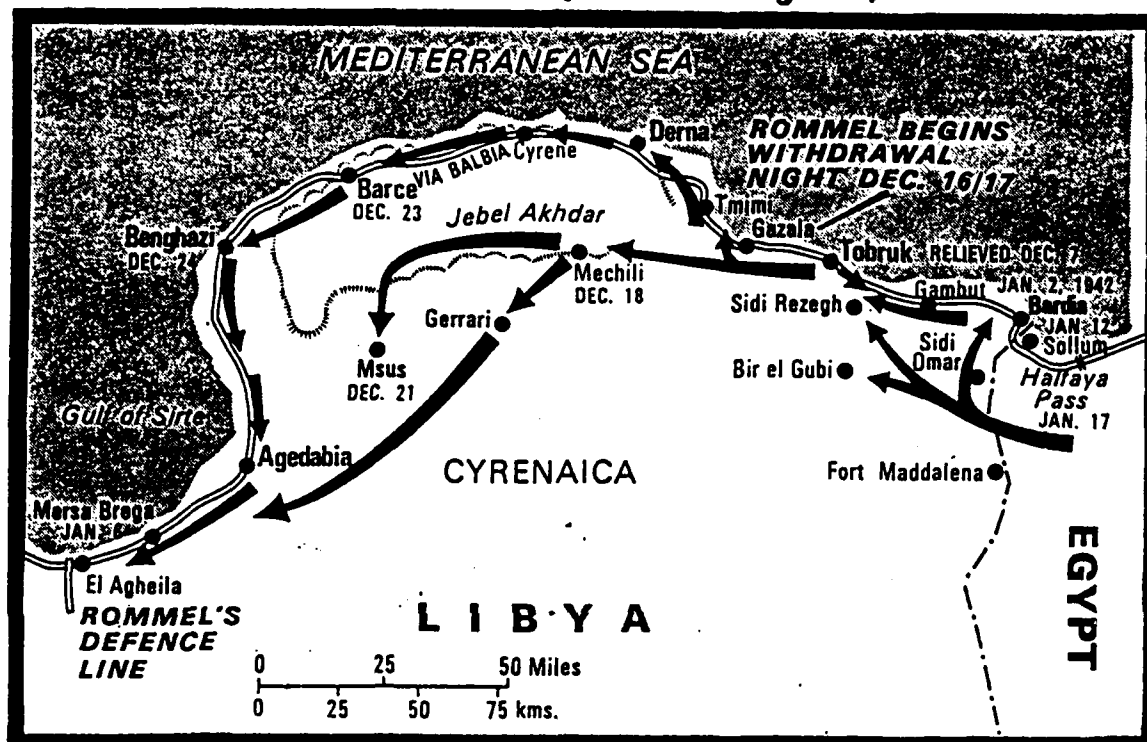 MEDITERRANEAN SEA
Derna
ROMMEL BEGINS
WITHDRAWAL
NIGHT DEC. 16/17
VIA BALBIA
Cyrene
Barce
DEC. 23
Tmimi
Jebel Akhdar
Gazala
Benghazi
DEC. 24
Tobruk RELIEVED DEC. 7
Mechili
DEC. 18
Gambut
JAN. 2, 1942
Bardia
Sidi Rezegh
JAN. 12
Sollum
Gerrari
Sidi
Omar
Msus
DEC. 21
Bir el Gubi
Halfaya
Pass
JAN. 17
Gulf of Sirte
Agedabia
CYRENAICA
Fort Maddalena
Mersa Brega
JAN. 6
EGYPT
El Agheila
ROMMEL'S
DEFENCE
LINE
LIBYA
0 25 50 Miles
0 25 50 75 kms.